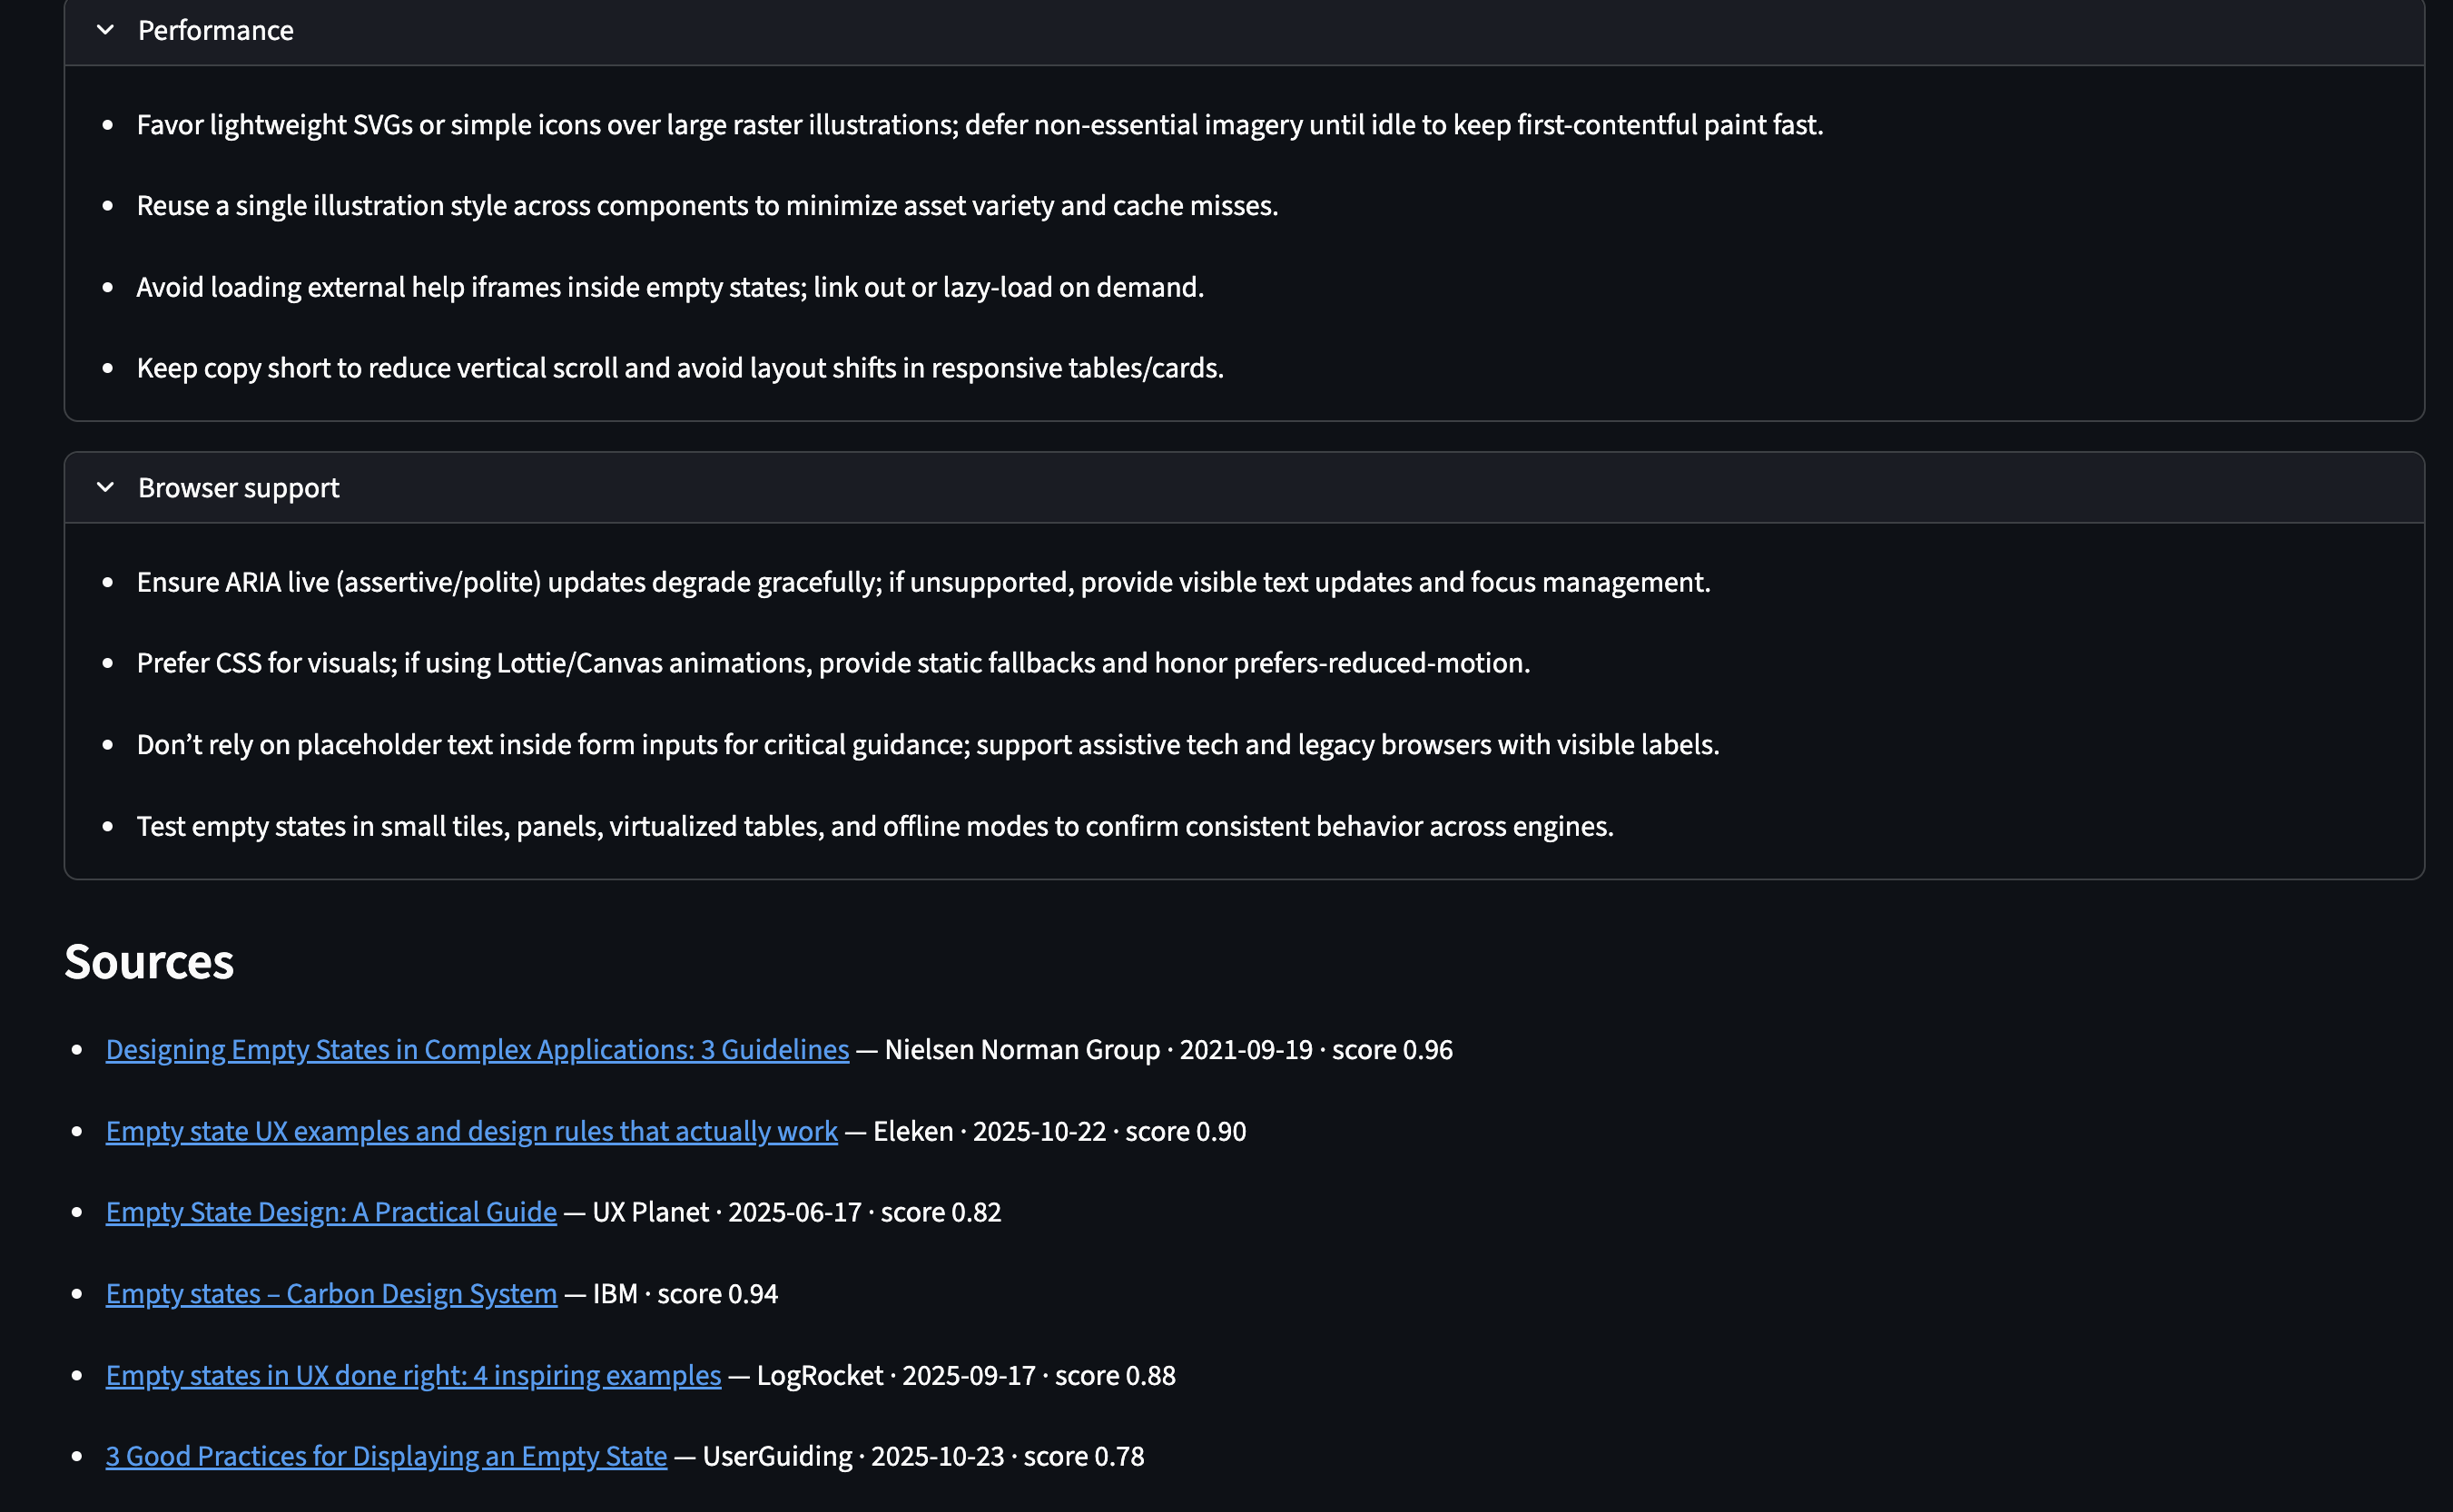 Performance
Favor lightweight SVGs or simple icons over large raster illustrations; defer non-essential imagery until idle to keep first-contentful paint fast.
Reuse a single illustration style across components to minimize asset variety and cache misses.
Avoid loading external help iframes inside empty states; link out or lazy-load on demand.
Keep copy short to reduce vertical scroll and avoid layout shifts in responsive tables/cards.
Browser support
Ensure ARIA live (assertive/polite) updates degrade gracefully; if unsupported, provide visible text updates and focus management.
Prefer CSS for visuals; if using Lottie/Canvas animations, provide static fallbacks and honor prefers-reduced-motion.
Don’t rely on placeholder text inside form inputs for critical guidance; support assistive tech and legacy browsers with visible labels.
Test empty states in small tiles, panels, virtualized tables, and offline modes to confirm consistent behavior across engines.
Sources
Designing Empty States in Complex Applications: 3 Guidelines — Nielsen Norman Group · 2021-09-19 · score 0.96
Empty state UX examples and design rules that actually work — Eleken · 2025-10-22 · score 0.90
Empty State Design: A Practical Guide — UX Planet · 2025-06-17 · score 0.82
Empty states – Carbon Design System — IBM · score 0.94
Empty states in UX done right: 4 inspiring examples — LogRocket · 2025-09-17 · score 0.88
3 Good Practices for Displaying an Empty State — UserGuiding · 2025-10-23 · score 0.78